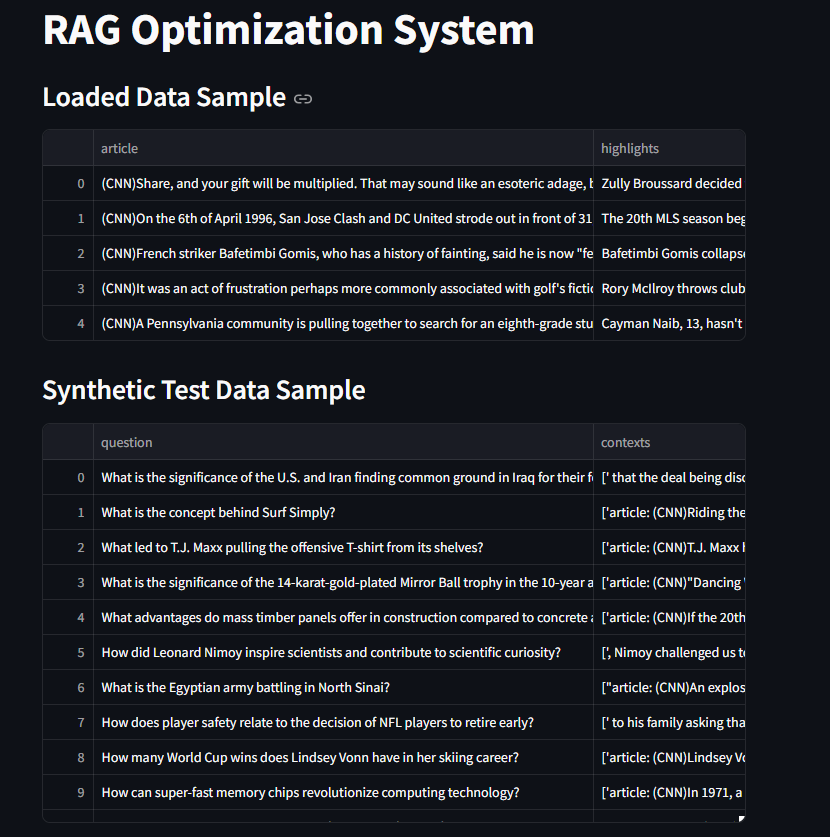 RAG Optimization System
Loaded Data Sample
article highlights
0 (CNN)Share, and your gift will be multiplied. That may sound like an esoteric adage, b Zully Broussard decided
1 (CNN)On the 6th of April 1996, San Jose Clash and DC United strode out in front of 31 The 20th MLS season beg
2 (CNN)French striker Bafetimbi Gomis, who has a history of fainting, said he is now "fe Bafetimbi Gomis collapse
3 (CNN)It was an act of frustration perhaps more commonly associated with golf's fictic Rory McIlroy throws club
4 (CNN)A Pennsylvania community is pulling together to search for an eighth-grade stu Cayman Naib, 13, hasn't
Synthetic Test Data Sample
question contexts
0 What is the significance of the U.S. and Iran finding common ground in Iraq for their f [' that the deal being disc
1 What is the concept behind Surf Simply? ['article: (CNN)Riding the
2 What led to T.J. Maxx pulling the offensive T-shirt from its shelves? ['article: (CNN)T.J. Maxx h
3 What is the significance of the 14-karat-gold-plated Mirror Ball trophy in the 10-year a ['article: (CNN)"Dancing
4 What advantages do mass timber panels offer in construction compared to concrete a ['article: (CNN)If the 20th
5 How did Leonard Nimoy inspire scientists and contribute to scientific curiosity? [', Nimoy challenged us to
6 What is the Egyptian army battling in North Sinai? ["article: (CNN)An explos
7 How does player safety relate to the decision of NFL players to retire early? [' to his family asking tha
8 How many World Cup wins does Lindsey Vonn have in her skiing career? ['article: (CNN)Lindsey Vo
9 How can super-fast memory chips revolutionize computing technology? ['article: (CNN)In 1971, a